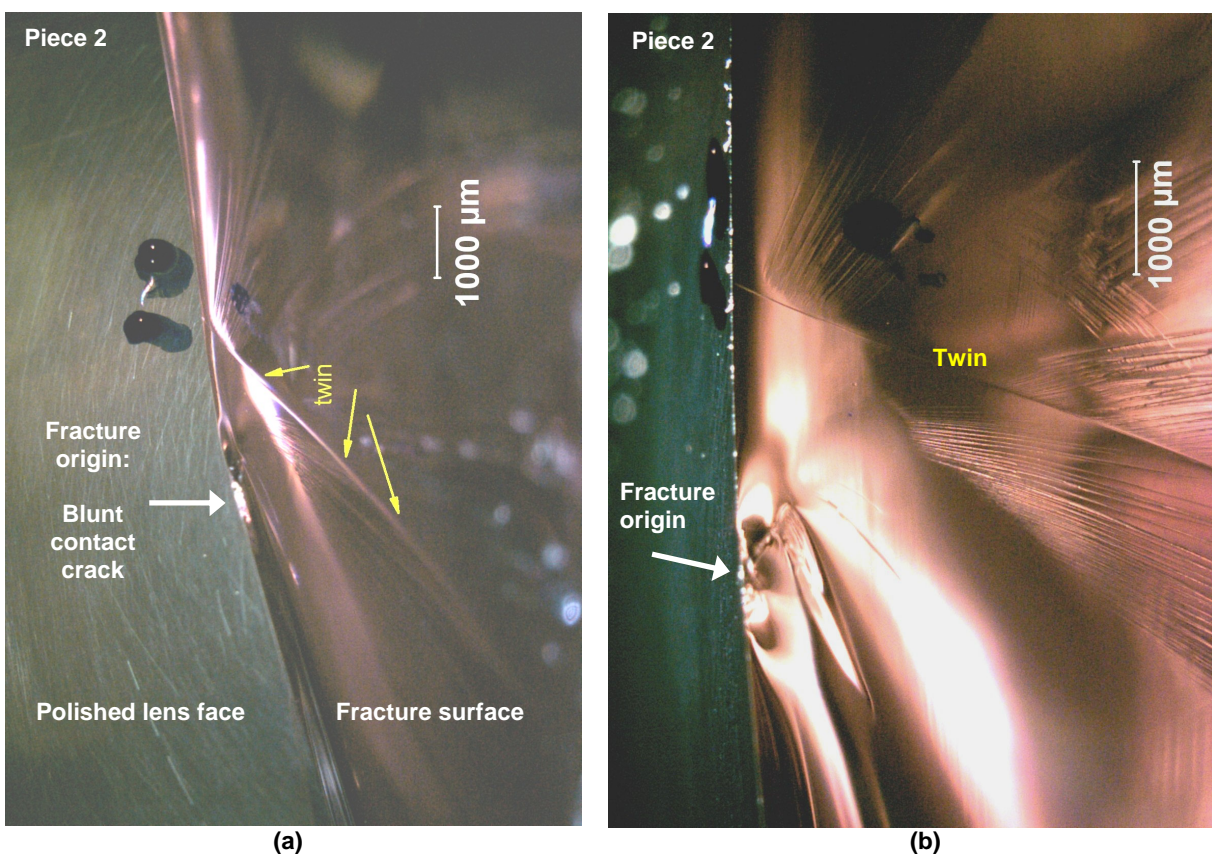 Piece 2
1000 µm
twin
Fracture
origin:
Blunt
contact
crack
Polished lens face
Fracture surface
(a)
Piece 2
1000 µm
Twin
Fracture
origin
(b)